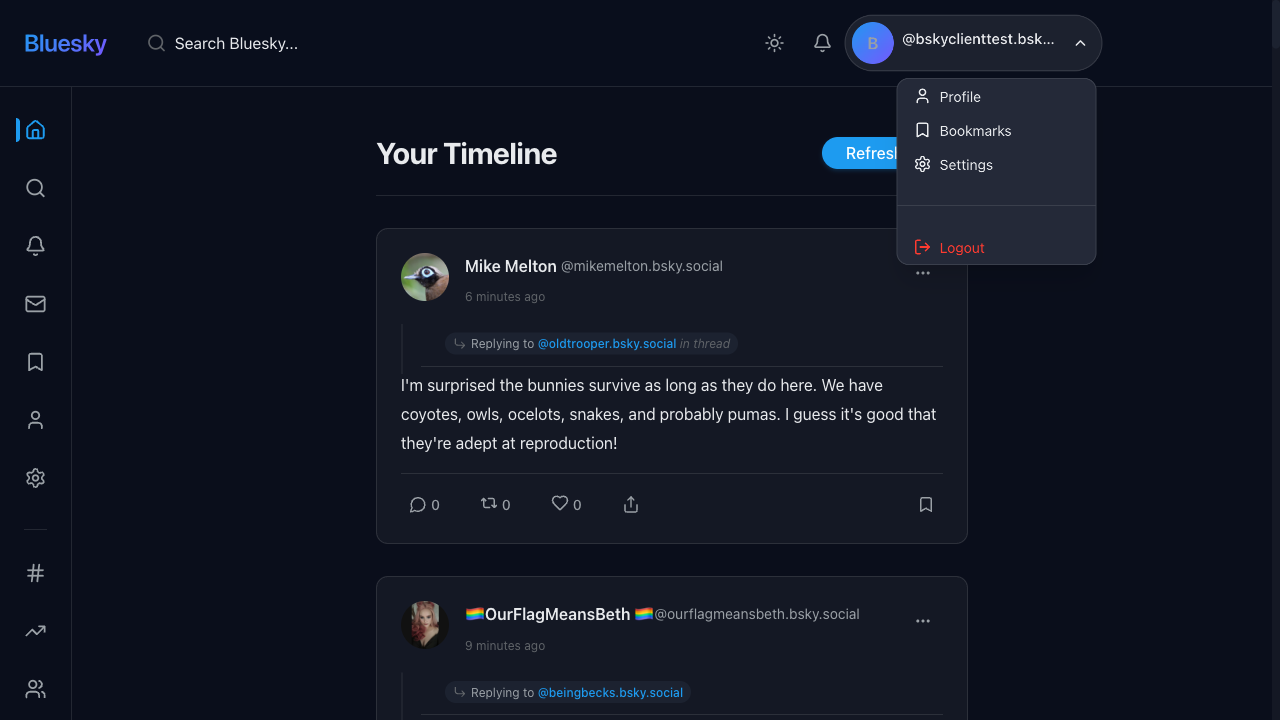 Bluesky
Search Bluesky...
B
@bskyclienttest.bsk...
Profile
Bookmarks
Settings
Logout
Your Timeline
Refresh
Mike Melton @mikemelton.bsky.social
6 minutes ago
Replying to @oldtrooper.bsky.social in thread
I'm surprised the bunnies survive as long as they do here. We have
coyotes, owls, ocelots, snakes, and probably pumas. I guess it's good that
they're adept at reproduction!
0 0 0
🏳️‍🌈OurFlagMeansBeth 🏳️‍🌈@ourflagmeansbeth.bsky.social
9 minutes ago
Replying to @beingbecks.bsky.social